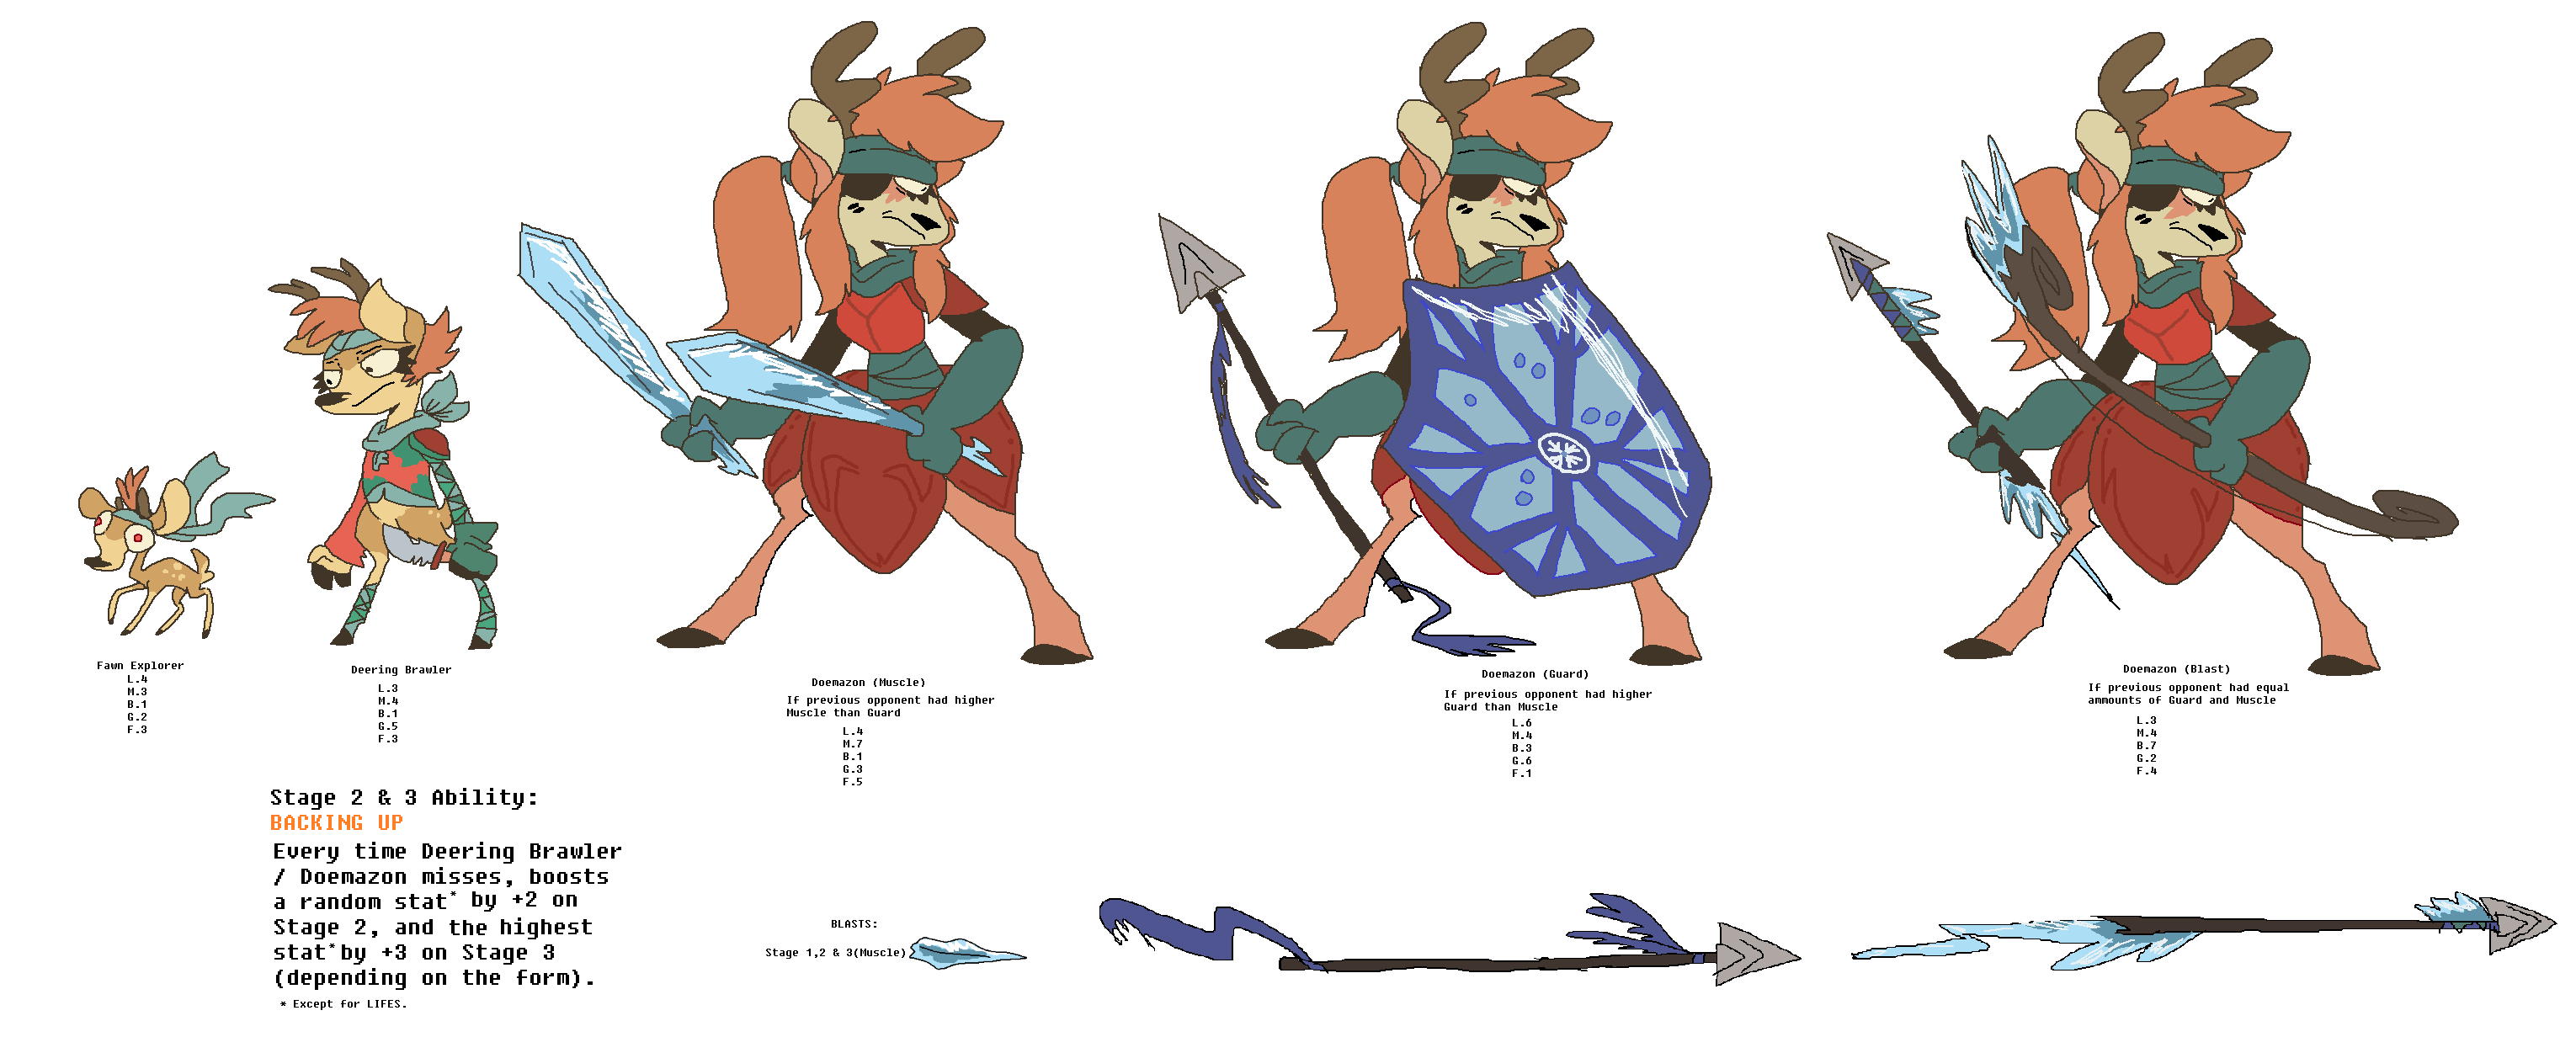 Fawn Explorer
L.4
M.3
B.1
G.2
F.3
Deering Brawler
L.3
M.4
B.1
G.5
F.3
Doemazon (Muscle)
If previous opponent had higher
Muscle than Guard
L.4
M.7
B.1
G.3
F.5
Doemazon (Guard)
If previous opponent had higher
Guard than Muscle
L.6
M.4
B.3
G.6
F.1
Doemazon (Blast)
If previous opponent had equal
ammounts of Guard and Muscle
L.3
M.4
B.7
G.2
F.4
Stage 2 & 3 Ability:
BACKING UP
Every time Deering Brawler
/ Doemazon misses, boosts
a random stat* by +2 on
Stage 2, and the highest
stat*by +3 on Stage 3
(depending on the form).
* Except for LIFES.
BLASTS:
Stage 1,2 & 3(Muscle)